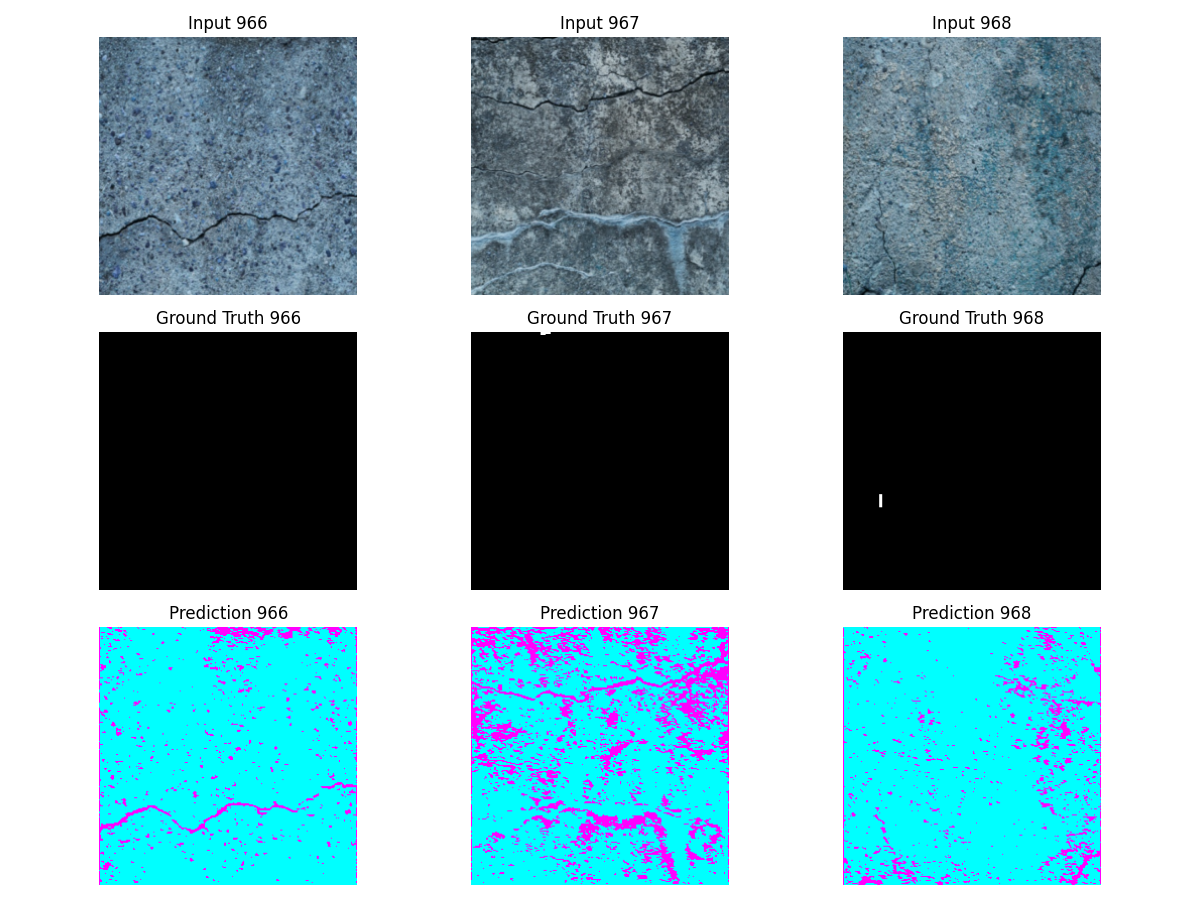 Input 966
Input 967
Input 968
Ground Truth 966
Ground Truth 967
Ground Truth 968
Prediction 966
Prediction 967
Prediction 968